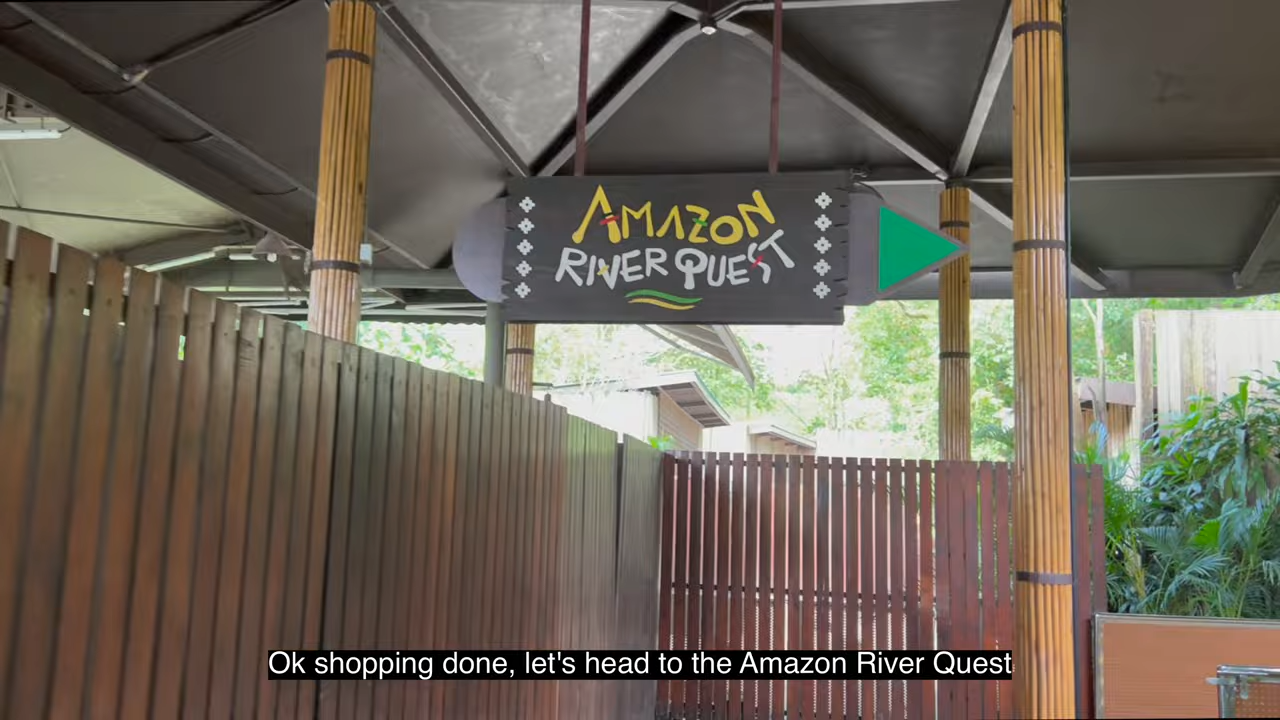 AMAZON
RIVER QUEST
Ok shopping done, let's head to the Amazon River Quest